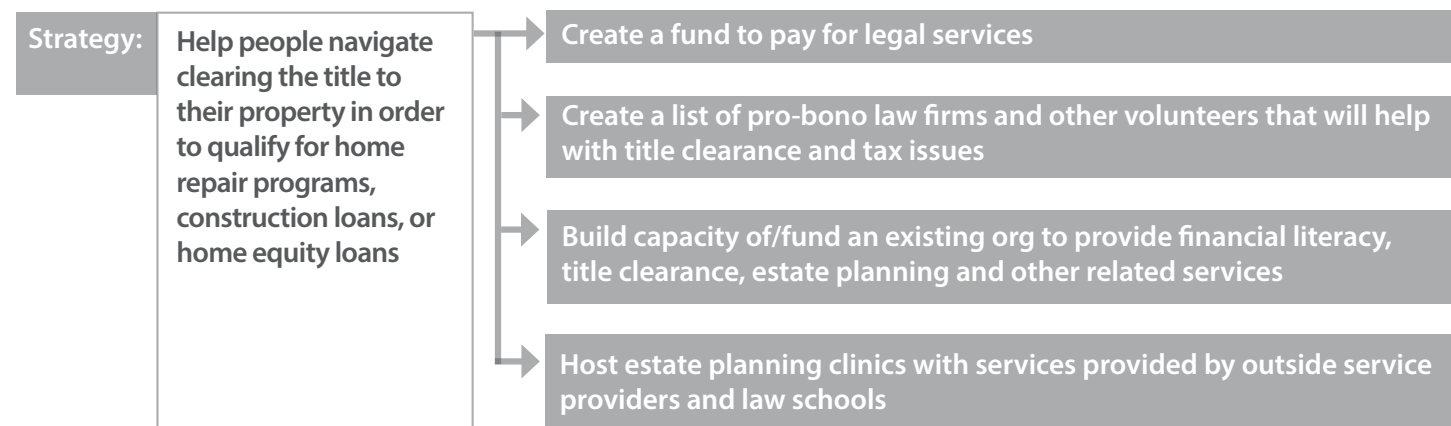 Strategy:
Help people navigate
clearing the title to
their property in order
to qualify for home
repair programs,
construction loans, or
home equity loans
Create a fund to pay for legal services
Create a list of pro-bono law firms and other volunteers that will help
with title clearance and tax issues
Build capacity of/fund an existing org to provide financial literacy,
title clearance, estate planning and other related services
Host estate planning clinics with services provided by outside service
providers and law schools